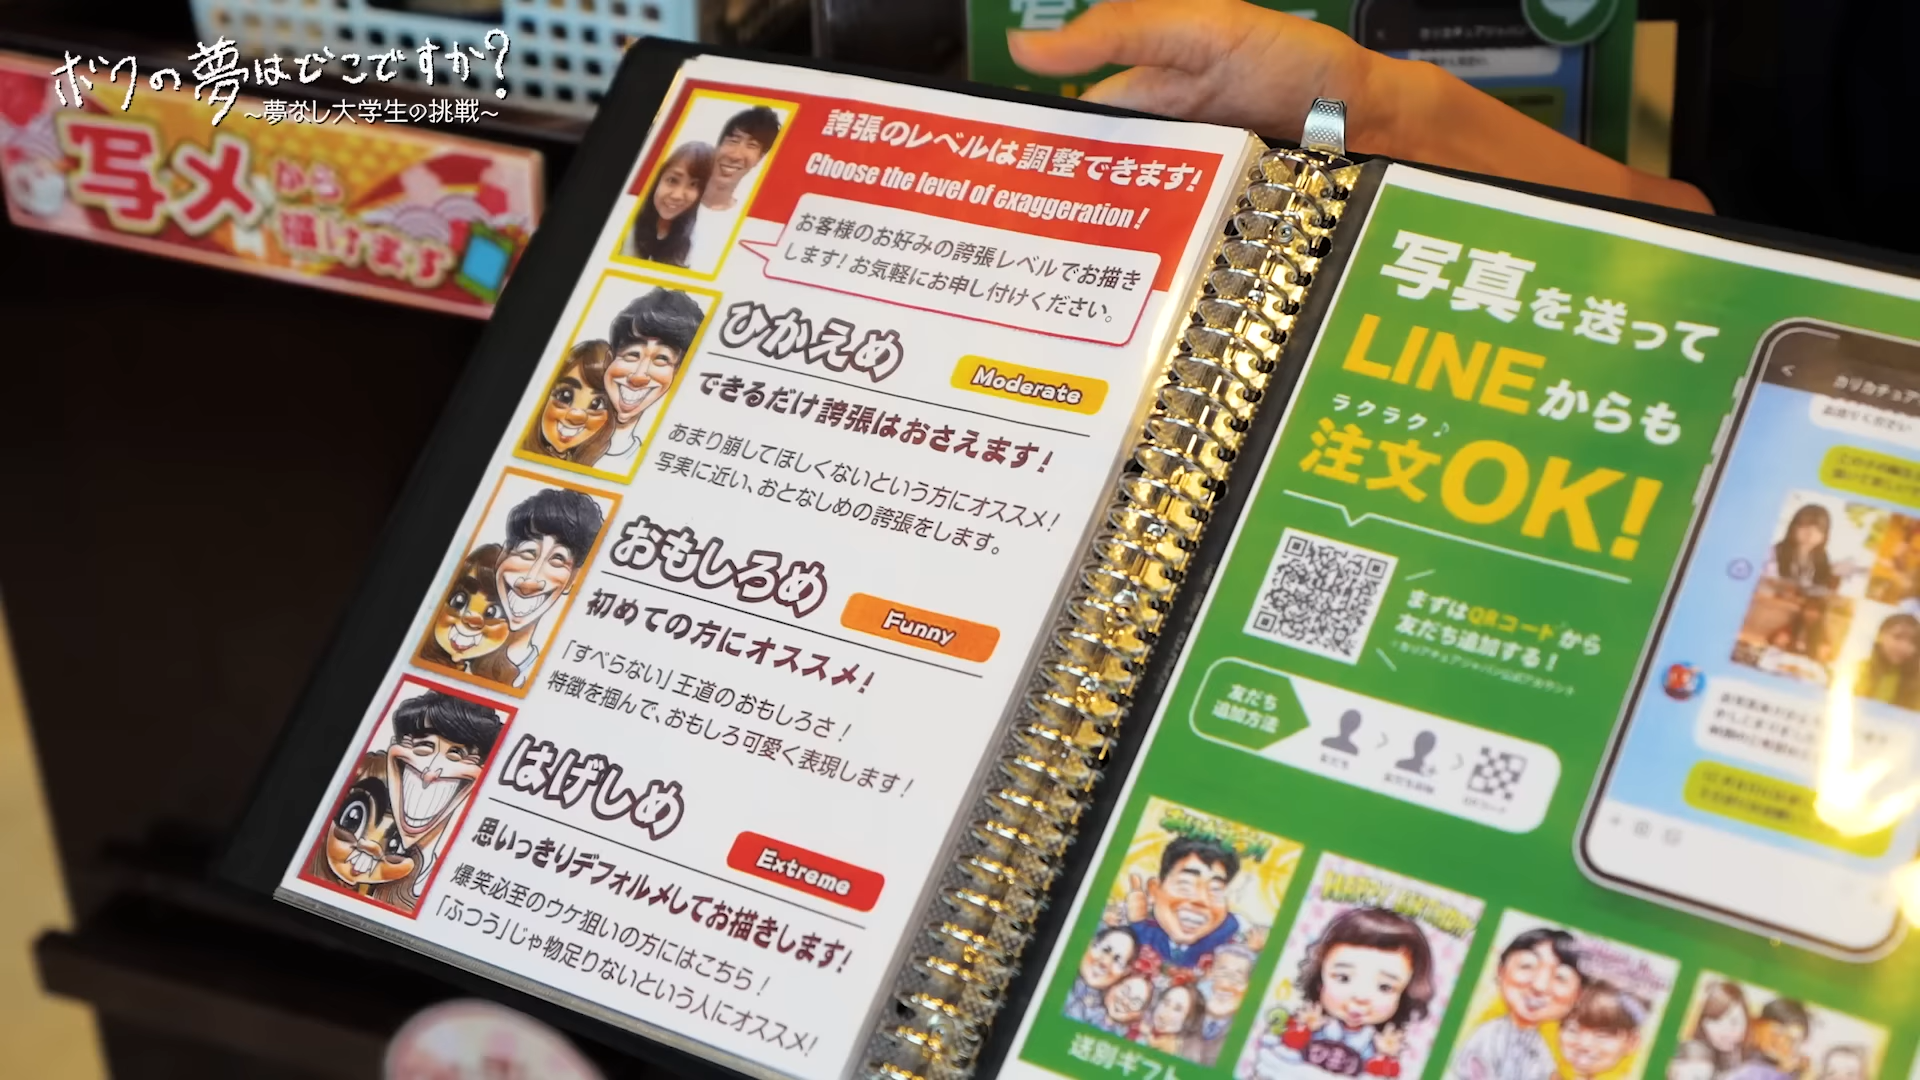 ボクの夢はどこですか?
~夢なし大学生の挑戦~
写メから
描けます
誇張のレベルは調整できます!
Choose the level of exaggeration!
お客様のお好みの誇張レベルでお描き
します!お気軽にお申し付けください。
ひかえめ
Moderate
できるだけ誇張はおさえます!
あまり崩してほしくないという方にオススメ!
写実に近い、おとなしめの誇張をします。
おもしろめ
Funny
初めての方にオススメ!
「すべらない」王道のおもしろさ!
特徴を掴んで、おもしろ可愛く表現します!
はげしめ
Extreme
思いっきりデフォルメしてお描きします!
爆笑必至のウケ狙いの方にはこちら!
「ふつう」じゃ物足りないという人にオススメ!
写真を送って
LINEからも
ラクラク♪
注文OK!
まずはQRコードから
友だち追加する!
友だち
追加方法
HAPPY BIRTHDAY
送別ギフト